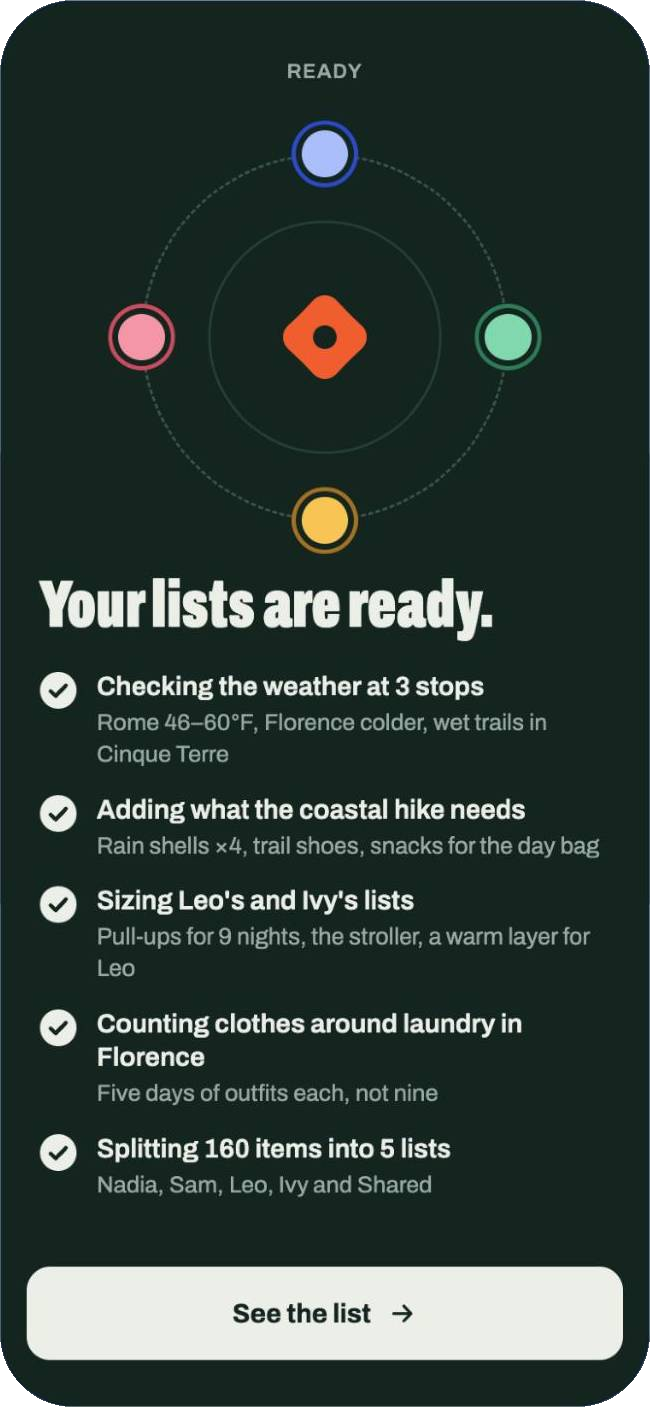 READY
Your lists are ready.
Checking the weather at 3 stops
Rome 46–60°F, Florence colder, wet trails in
Cinque Terre
Adding what the coastal hike needs
Rain shells ×4, trail shoes, snacks for the day bag
Sizing Leo's and Ivy's lists
Pull-ups for 9 nights, the stroller, a warm layer for
Leo
Counting clothes around laundry in
Florence
Five days of outfits each, not nine
Splitting 160 items into 5 lists
Nadia, Sam, Leo, Ivy and Shared
See the list →